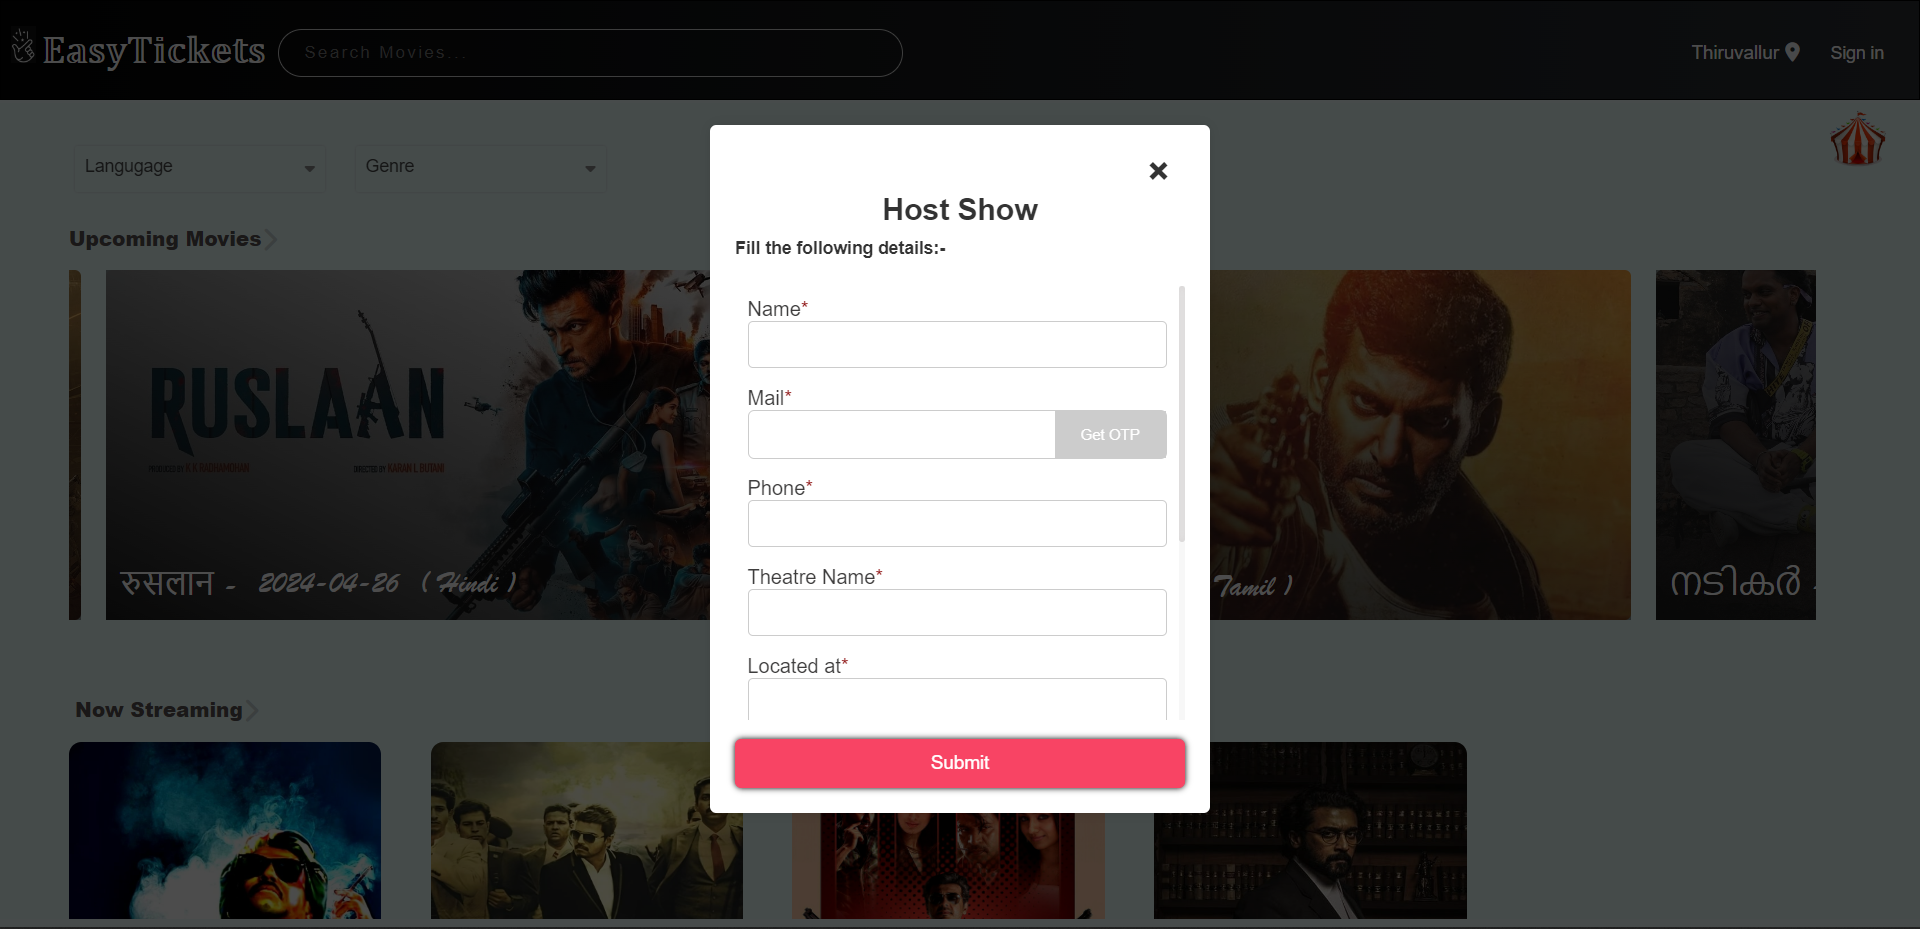 EasyTickets
Search Movies...
Thiruvallur
Sign in
Langugage
Genre
Upcoming Movies
RUSLAAN
रुसलान - 2024-04-26 ( Hindi )
Tamil )
നടികർ -
Host Show
Fill the following details:-
Name*
Mail*
Get OTP
Phone*
Theatre Name*
Located at*
Submit
Now Streaming